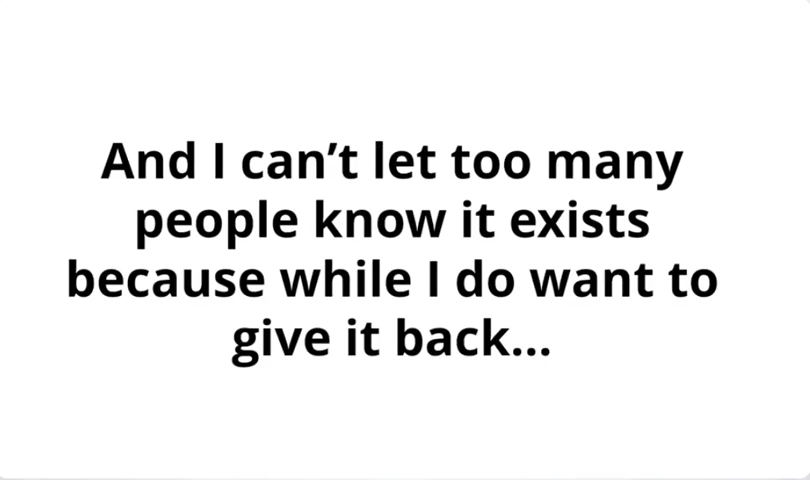 And I can’t let too many
people know it exists
because while I do want to
give it back...